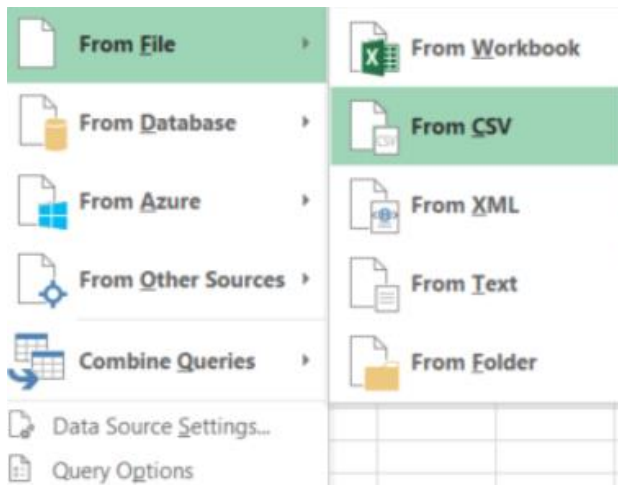 From File
From Database
From Azure
From Other Sources
Combine Queries
Data Source Settings...
Query Options
From Workbook
From CSV
CSV
From XML
From Text
From Folder